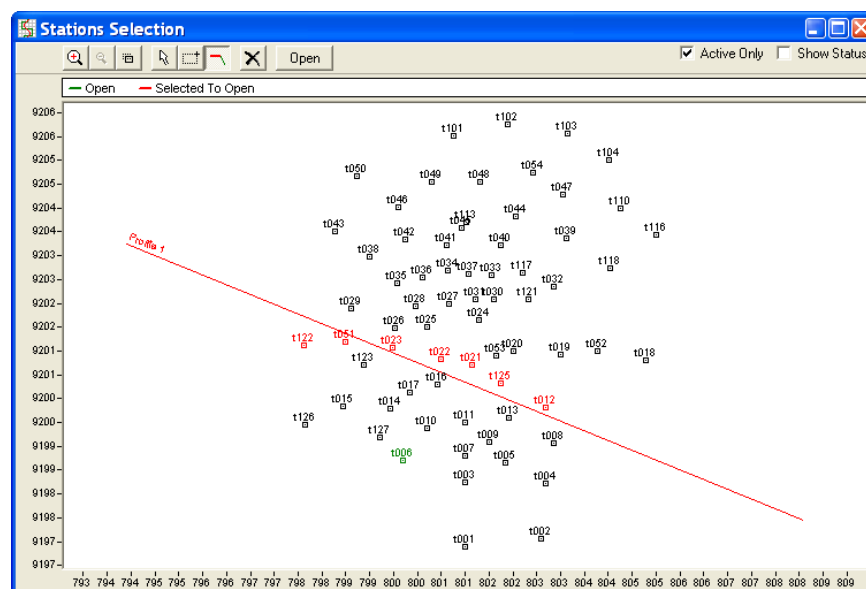 Stations Selection
Open
Active Only
Show Status
Open
Selected To Open
9206
9206
9205
9205
9204
9204
9203
9203
9202
9202
9201
9201
9200
9200
9199
9199
9198
9198
9197
9197
t102
t101
t103
t104
t054
t050
t049
t048
t047
t046
t110
t113
t044
t045
t043
t042
t041
t040
t039
t116
t038
t034
t033
t037
t036
t035
t117
t118
t032
t029
t028
t027
t031
t030
t121
t026
t025
t024
Profile 1
t122
t051
t023
t022
t021
t053
t020
t019
t052
t018
t123
t125
t016
t017
t012
t015
t014
t126
t010
t011
t013
t127
t009
t008
t006
t007
t005
t003
t004
t001
t002
793 793 794 794 795 795 796 796 797 798 798 799 799 800 800 801 801 802 802 803 803 804 804 805 805 806 806 807 807 808 808 809 809